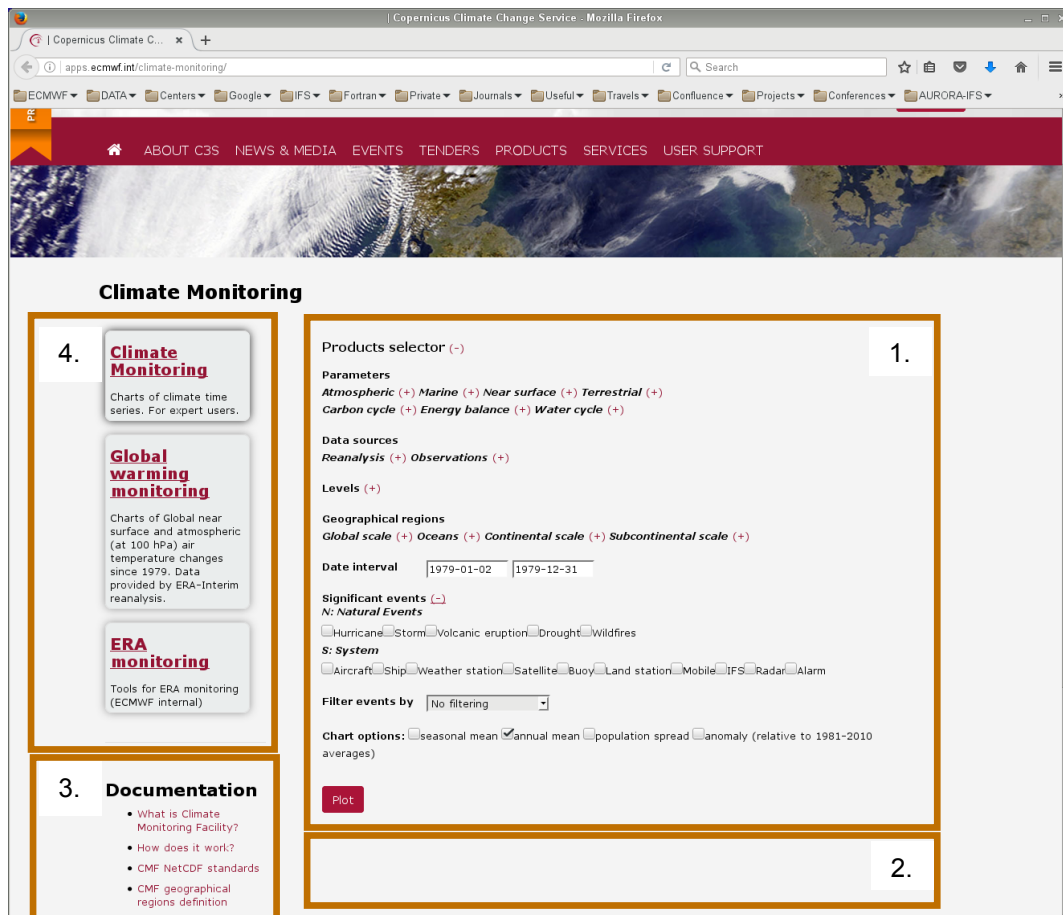 | Copernicus Climate Change Service - Mozilla Firefox
| Copernicus Climate C... × +
apps.ecmwf.int/climate-monitoring/
Search
ECMWF DATA Centers Google IFS Fortran Private Journals Useful Travels Confluence Projects Conferences AURORA-IFS
PR
ABOUT C3S NEWS & MEDIA EVENTS TENDERS PRODUCTS SERVICES USER SUPPORT
Climate Monitoring
4.
Climate
Monitoring
Charts of climate time
series. For expert users.
Global
warming
monitoring
Charts of Global near
surface and atmospheric
(at 100 hPa) air
temperature changes
since 1979. Data
provided by ERA-Interim
reanalysis.
ERA
monitoring
Tools for ERA monitoring
(ECMWF internal)
3.
Documentation
• What is Climate
Monitoring Facility?
• How does it work?
• CMF NetCDF standards
• CMF geographical
regions definition
1.
Products selector (-)
Parameters
Atmospheric (+) Marine (+) Near surface (+) Terrestrial (+)
Carbon cycle (+) Energy balance (+) Water cycle (+)
Data sources
Reanalysis (+) Observations (+)
Levels (+)
Geographical regions
Global scale (+) Oceans (+) Continental scale (+) Subcontinental scale (+)
Date interval 1979-01-02 1979-12-31
Significant events (-)
N: Natural Events
Hurricane Storm Volcanic eruption Drought Wildfires
S: System
Aircraft Ship Weather station Satellite Buoy Land station Mobile IFS Radar Alarm
Filter events by No filtering
Chart options: seasonal mean annual mean population spread anomaly (relative to 1981-2010
averages)
Plot
2.